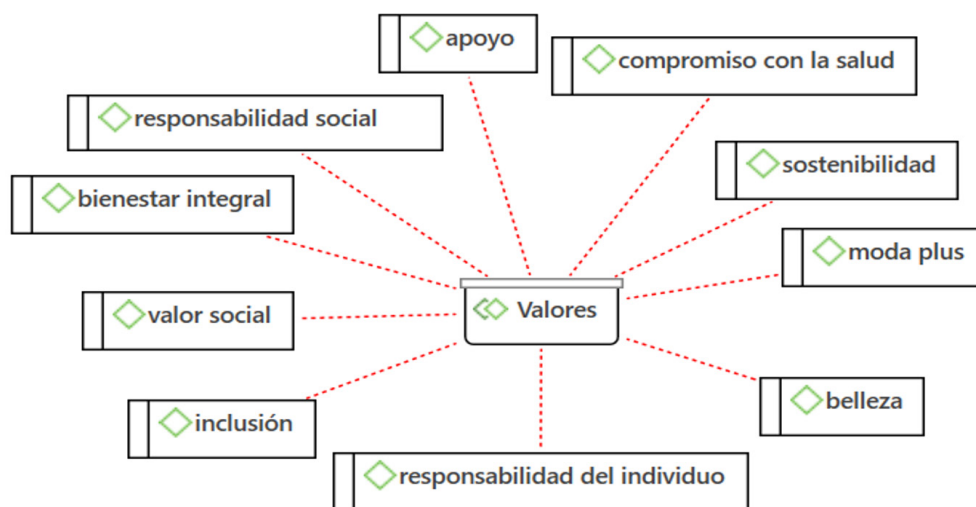 apoyo
compromiso con la salud
responsabilidad social
sostenibilidad
bienestar integral
moda plus
valor social
Valores
belleza
inclusión
responsabilidad del individuo